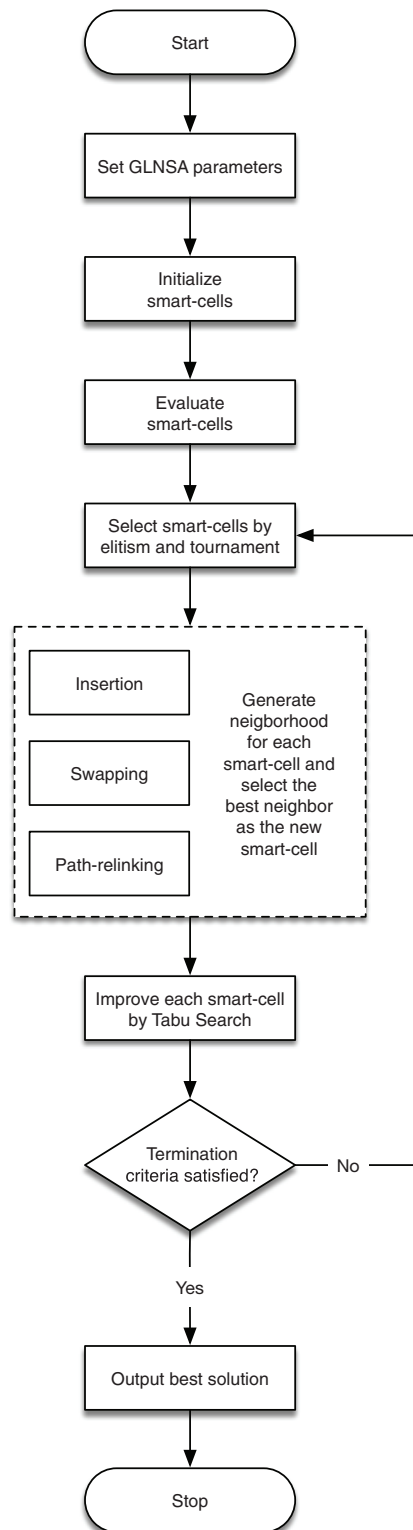 Start
Set GLNSA parameters
Initialize
smart-cells
Evaluate
smart-cells
Select smart-cells by
elitism and tournament
Insertion
Swapping
Path-relinking
Generate
neigborhood
for each
smart-cell and
select the
best neighbor
as the new
smart-cell
Improve each smart-cell
by Tabu Search
Termination
criteria satisfied?
No
Yes
Output best solution
Stop